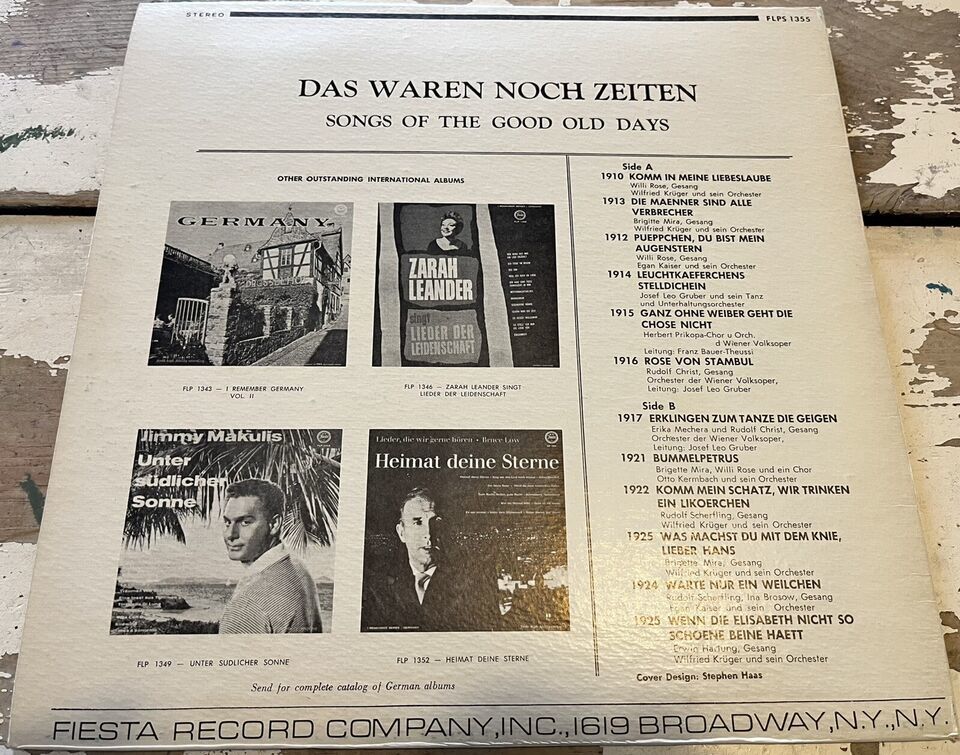 STEREO
FLPS 1355
DAS WAREN NOCH ZEITEN
SONGS OF THE GOOD OLD DAYS
OTHER OUTSTANDING INTERNATIONAL ALBUMS
GERMANY
FLP 1343 — I REMEMBER GERMANY
VOL II
ZARAH
LEANDER
singt
LIEDER DER
LEIDENSCHAFT
FLP 1346 — ZARAH LEANDER SINGT
LIEDER DER LEIDENSCHAFT
Jimmy Makulis
Unter
südlicher
Sonne
FLP 1349 — UNTER SUDLICHER SONNE
Lieder, die wir gerne hören • Bruce Low
Heimat deine Sterne
FLP 1352 — HEIMAT DEINE STERNE
Send for complete catalog of German albums
Side A
1910 KOMM IN MEINE LIEBESLAUBE
Willi Rose, Gesang
Wilfried Krüger und sein Orchester
1913 DIE MAENNER SIND ALLE
VERBRECHER
Brigitte Mira, Gesang
Wilfried Krüger und sein Orchester
1912 PUEPPCHEN, DU BIST MEIN
AUGENSTERN
Willi Rose, Gesang
Egan Kaiser und sein Orchester
1914 LEUCHTKAEFERCHENS
STELLDICHEIN
Josef Leo Gruber und sein Tanz
und Unterhaltungsorchester
1915 GANZ OHNE WEIBER GEHT DIE
CHOSE NICHT
Herbert Prikopa-Chor u Orch.
d Wiener Volksoper
Leitung: Franz Bauer-Theussi
1916 ROSE VON STAMBUL
Rudolf Christ, Gesang
Orchester der Wiener Volksoper,
Leitung: Josef Leo Gruber
Side B
1917 ERKLINGEN ZUM TANZE DIE GEIGEN
Erika Mechera und Rudolf Christ, Gesang
Orchester der Wiener Volksoper,
Leitung: Josef Leo Gruber
1921 BUMMELPETRUS
Brigette Mira, Willi Rose und ein Chor
Otto Kermbach und sein Orchester
1922 KOMM MEIN SCHATZ, WIR TRINKEN
EIN LIKOERCHEN
Rudolf Scherfling, Gesang
Wilfried Krüger und sein Orchester
1925 WAS MACHST DU MIT DEM KNIE,
LIEBER HANS
Brigette Mira, Gesang
Wilfried Krüger und sein Orchester
1924 WARTE NUR EIN WEILCHEN
Rudolf Scherfling, Ina Brosow, Gesang
Egan Kaiser und sein Orchester
1925 WENN DIE ELISABETH NICHT SO
SCHOENE BEINE HAETT
Erwin Hartung, Gesang
Wilfried Krüger und sein Orchester
Cover Design: Stephen Haas
FIESTA RECORD COMPANY, INC., 1619 BROADWAY, N.Y., N.Y.